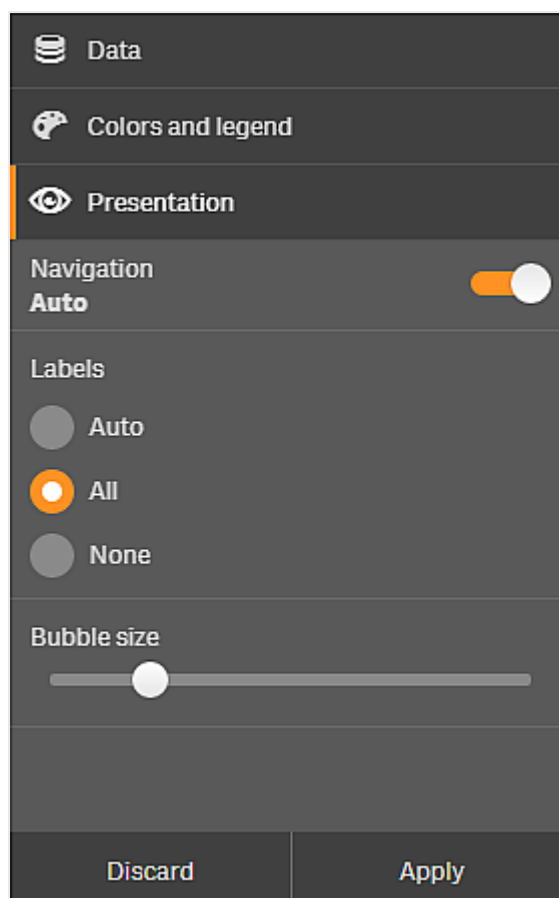 Data
Colors and legend
Presentation
Navigation
Auto
Labels
Auto
All
None
Bubble size
Discard
Apply